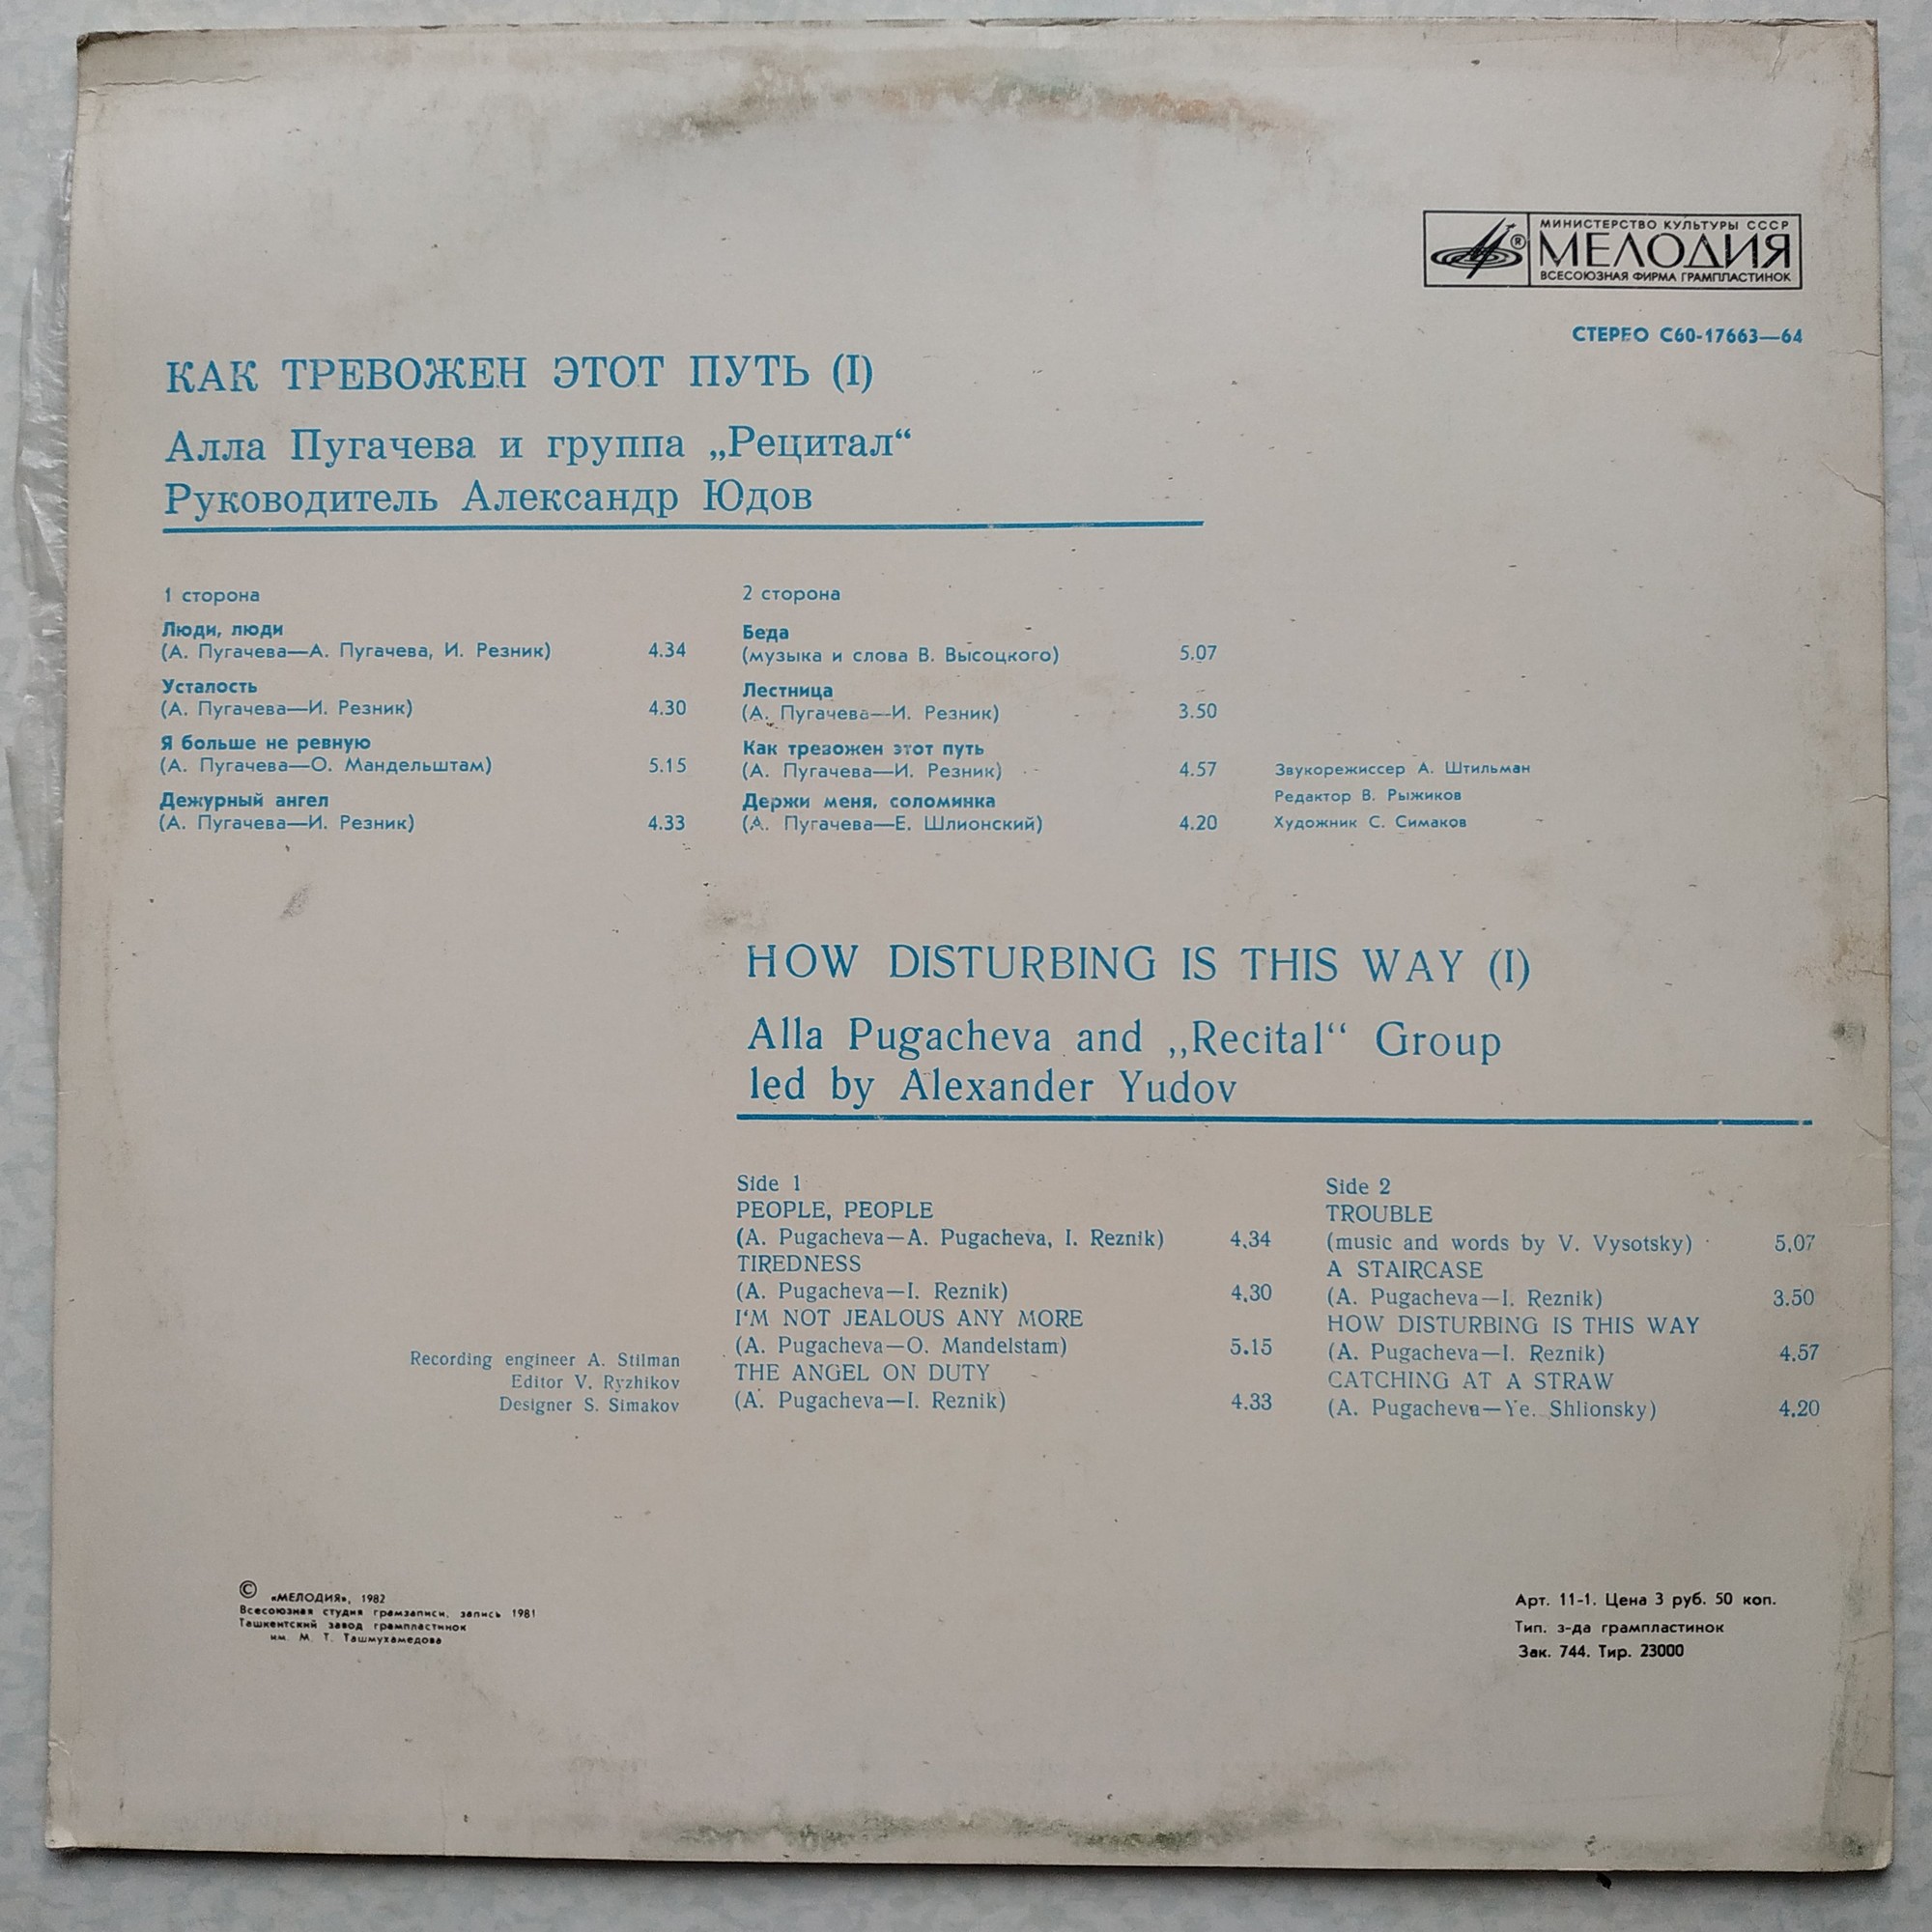 МИНИСТЕРСТВО КУЛЬТУРЫ СССР
® МЕЛОДИЯ
ВСЕСОЮЗНАЯ ФИРМА ГРАМПЛАСТИНОК
СТЕРЕО С60-17663—64
КАК ТРЕВОЖЕН ЭТОТ ПУТЬ (I)
Алла Пугачева и группа „Рецитал“
Руководитель Александр Юдов
1 сторона
Люди, люди
(А. Пугачева—А. Пугачева, И. Резник) 4.34
Усталость
(А. Пугачева—И. Резник) 4.30
Я больше не ревную
(А. Пугачева—О. Мандельштам) 5.15
Дежурный ангел
(А. Пугачева—И. Резник) 4.33
2 сторона
Беда
(музыка и слова В. Высоцкого) 5.07
Лестница
(А. Пугачева—И. Резник) 3.50
Как тревожен этот путь
(А. Пугачева—И. Резник) 4.57
Держи меня, соломинка
(А. Пугачева—Е. Шлионский) 4.20
Звукорежиссер А. Штильман
Редактор В. Рыжиков
Художник С. Симаков
HOW DISTURBING IS THIS WAY (I)
Alla Pugacheva and „Recital“ Group
led by Alexander Yudov
Side 1
PEOPLE, PEOPLE
(A. Pugacheva—A. Pugacheva, I. Reznik) 4.34
TIREDNESS
(A. Pugacheva—I. Reznik) 4.30
I‘M NOT JEALOUS ANY MORE
(A. Pugacheva—O. Mandelstam) 5.15
THE ANGEL ON DUTY
(A. Pugacheva—I. Reznik) 4.33
Side 2
TROUBLE
(music and words by V. Vysotsky) 5.07
A STAIRCASE
(A. Pugacheva—I. Reznik) 3.50
HOW DISTURBING IS THIS WAY
(A. Pugacheva—I. Reznik) 4.57
CATCHING AT A STRAW
(A. Pugacheva—Ye. Shlionsky) 4.20
Recording engineer A. Stilman
Editor V. Ryzhikov
Designer S. Simakov
© «МЕЛОДИЯ», 1982
Всесоюзная студия грамзаписи, запись 1981
Ташкентский завод грампластинок
им. М. Т. Ташмухамедова
Арт. 11-1. Цена 3 руб. 50 коп.
Тип. з-да грампластинок
Зак. 744. Тир. 23000